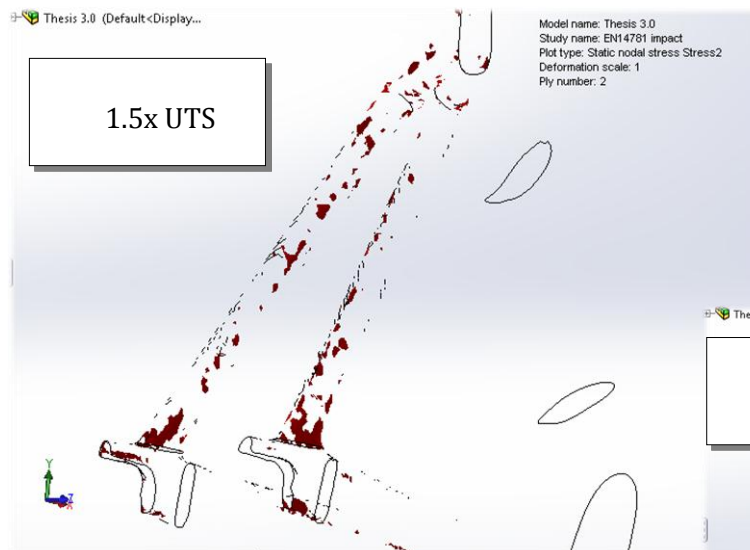 Thesis 3.0 (Default<Display...
Model name: Thesis 3.0
Study name: EN14781 impact
Plot type: Static nodal stress Stress2
Deformation scale: 1
Ply number: 2
1.5x UTS
The
Y
Z
X